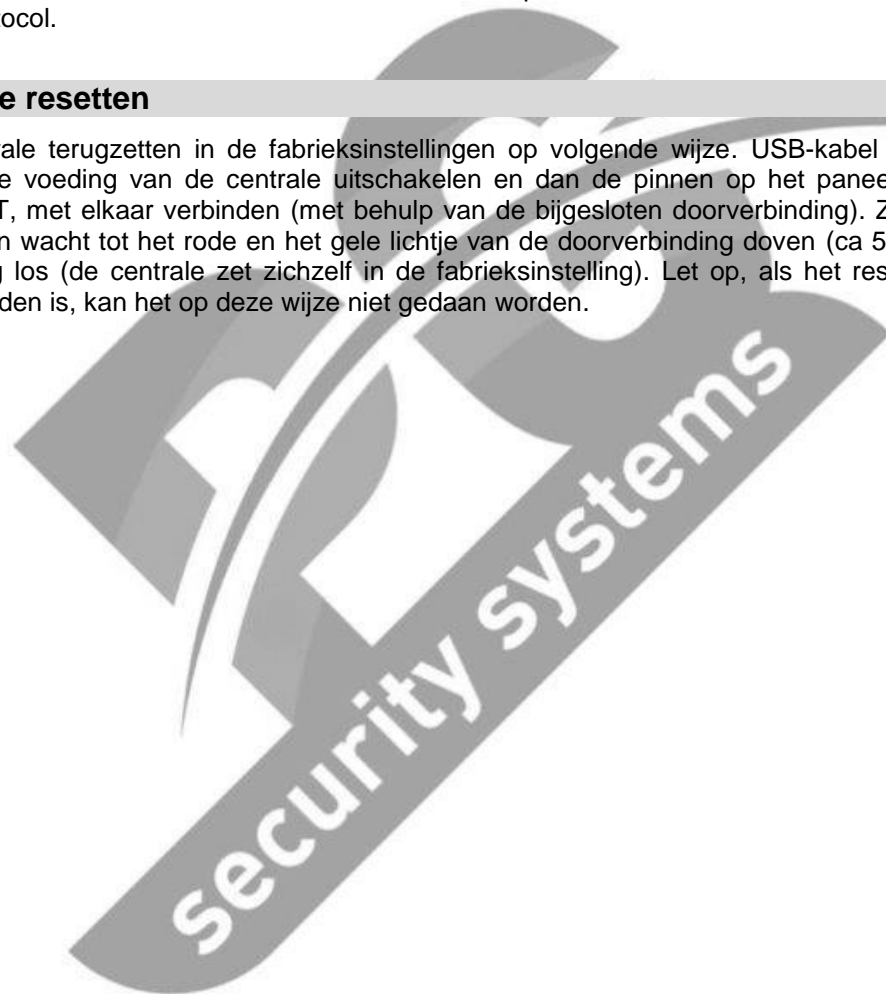 tocol.
e resetten
rale terugzetten in de fabrieksinstellingen op volgende wijze. USB-kabel
e voeding van de centrale uitschakelen en dan de pinnen op het panee
T, met elkaar verbinden (met behulp van de bijgesloten doorverbinding). Z
n wacht tot het rode en het gele lichtje van de doorverbinding doven (ca 5
g los (de centrale zet zichzelf in de fabrieksinstelling). Let op, als het res
den is, kan het op deze wijze niet gedaan worden.
security systems